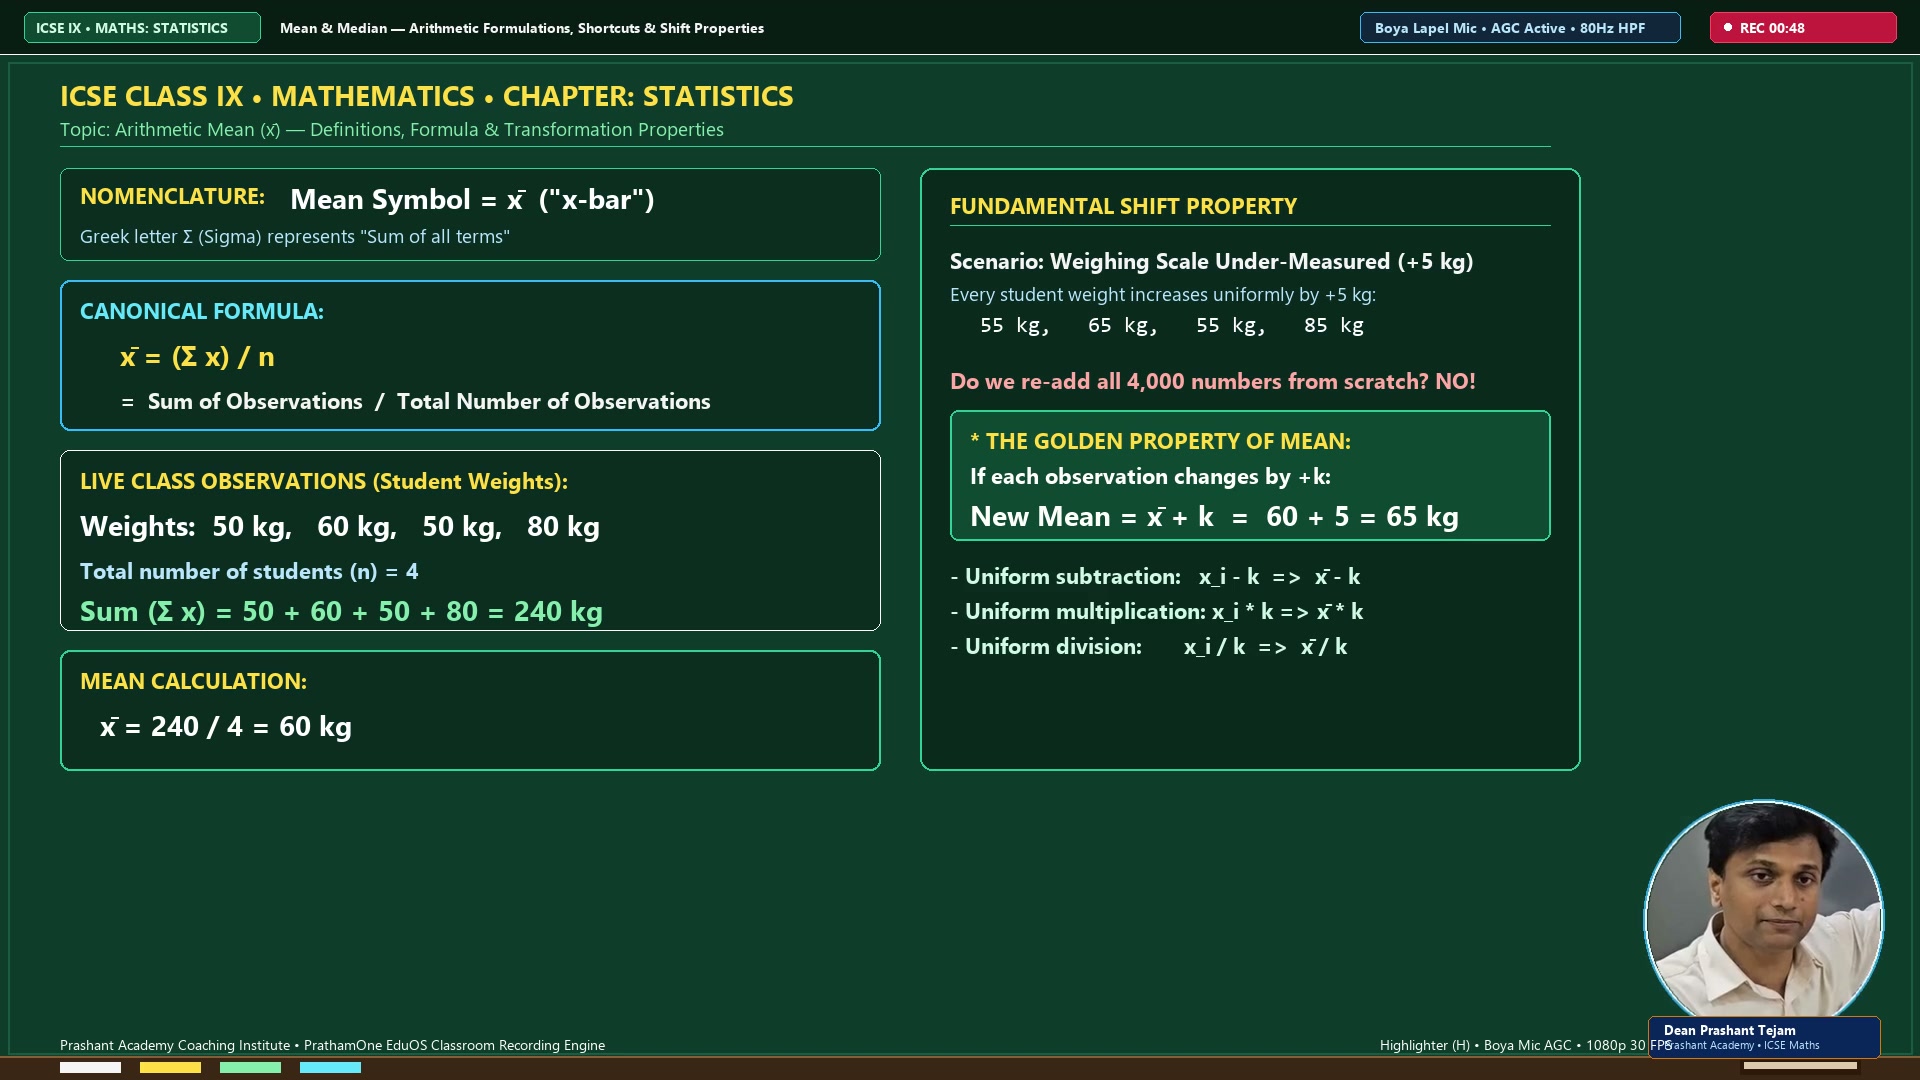 ICSE IX • MATHS: STATISTICS
Mean & Median — Arithmetic Formulations, Shortcuts & Shift Properties
Boya Lapel Mic • AGC Active • 80Hz HPF
● REC 00:48
ICSE CLASS IX • MATHEMATICS • CHAPTER: STATISTICS
Topic: Arithmetic Mean (x̄) — Definitions, Formula & Transformation Properties
NOMENCLATURE: Mean Symbol = x̄ ("x-bar")
Greek letter Σ (Sigma) represents "Sum of all terms"
CANONICAL FORMULA:
x̄ = (Σ x) / n
= Sum of Observations / Total Number of Observations
LIVE CLASS OBSERVATIONS (Student Weights):
Weights: 50 kg, 60 kg, 50 kg, 80 kg
Total number of students (n) = 4
Sum (Σ x) = 50 + 60 + 50 + 80 = 240 kg
MEAN CALCULATION:
x̄ = 240 / 4 = 60 kg
FUNDAMENTAL SHIFT PROPERTY
Scenario: Weighing Scale Under-Measured (+5 kg)
Every student weight increases uniformly by +5 kg:
55 kg, 65 kg, 55 kg, 85 kg
Do we re-add all 4,000 numbers from scratch? NO!
* THE GOLDEN PROPERTY OF MEAN:
If each observation changes by +k:
New Mean = x̄ + k = 60 + 5 = 65 kg
- Uniform subtraction: x_i - k => x̄ - k
- Uniform multiplication: x_i * k => x̄ * k
- Uniform division: x_i / k => x̄ / k
Dean Prashant Tejam
Prashant Academy • ICSE Maths
Prashant Academy Coaching Institute • PrathamOne EduOS Classroom Recording Engine
Highlighter (H) • Boya Mic AGC • 1080p 30 FPS